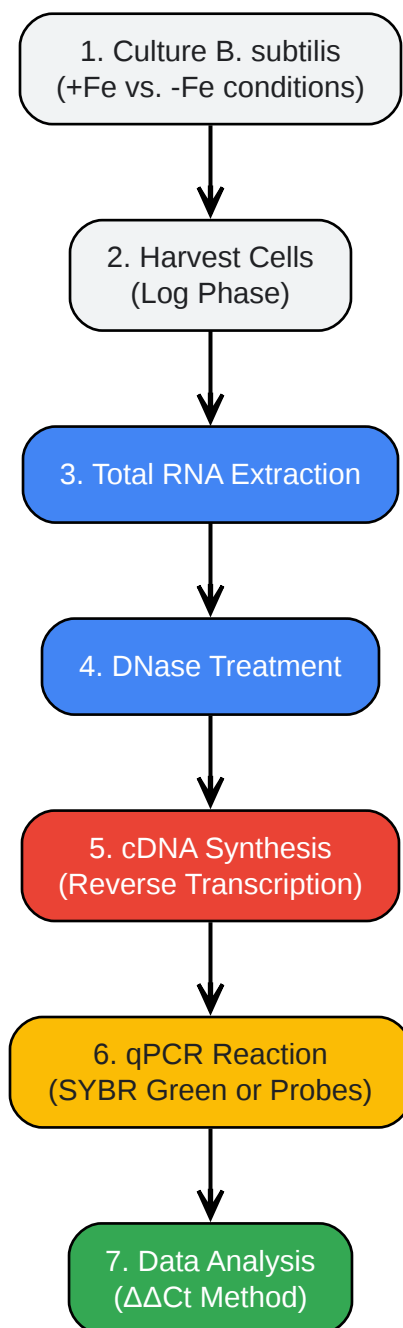 1. Culture B. subtilis
(+Fe vs. -Fe conditions)
2. Harvest Cells
(Log Phase)
3. Total RNA Extraction
4. DNase Treatment
5. cDNA Synthesis
(Reverse Transcription)
6. qPCR Reaction
(SYBR Green or Probes)
7. Data Analysis
(ΔΔCt Method)